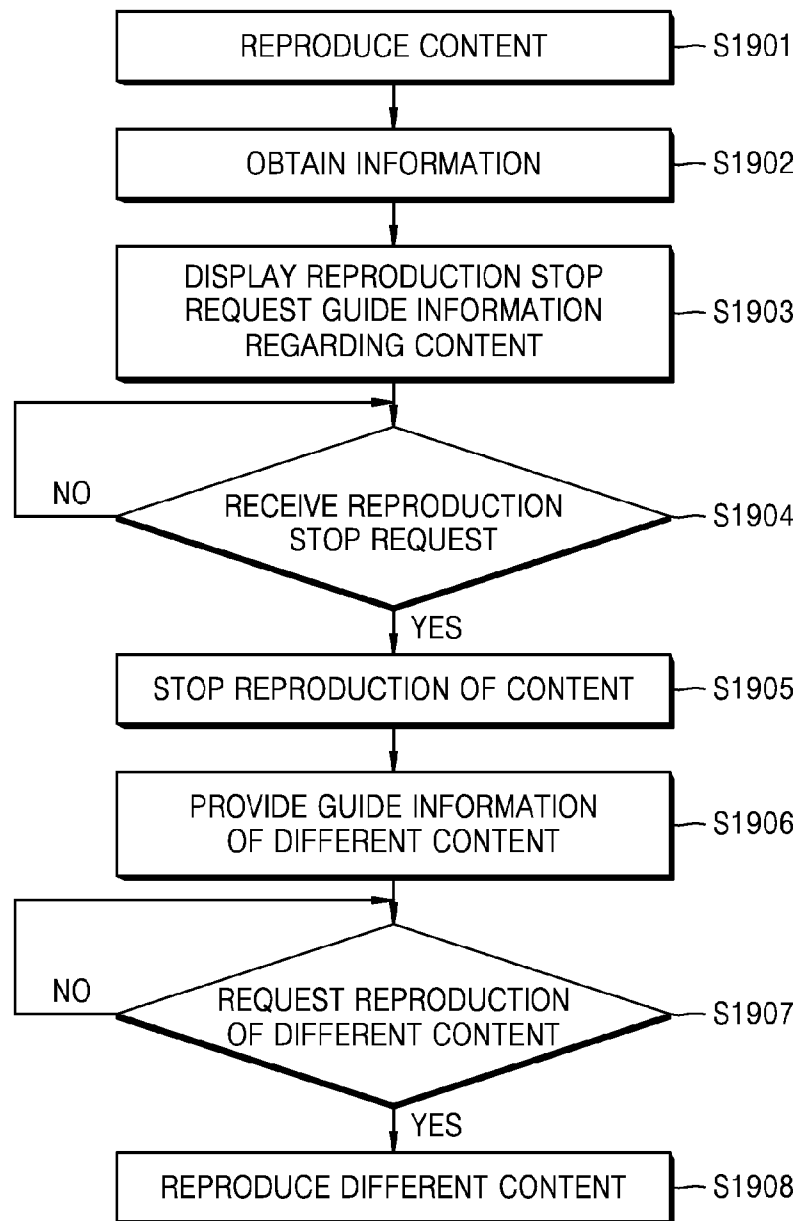 REPRODUCE CONTENT
S1901
OBTAIN INFORMATION
S1902
DISPLAY REPRODUCTION STOP
REQUEST GUIDE INFORMATION
REGARDING CONTENT
S1903
NO
RECEIVE REPRODUCTION
STOP REQUEST
S1904
YES
STOP REPRODUCTION OF CONTENT
S1905
PROVIDE GUIDE INFORMATION
OF DIFFERENT CONTENT
S1906
NO
REQUEST REPRODUCTION
OF DIFFERENT CONTENT
S1907
YES
REPRODUCE DIFFERENT CONTENT
S1908